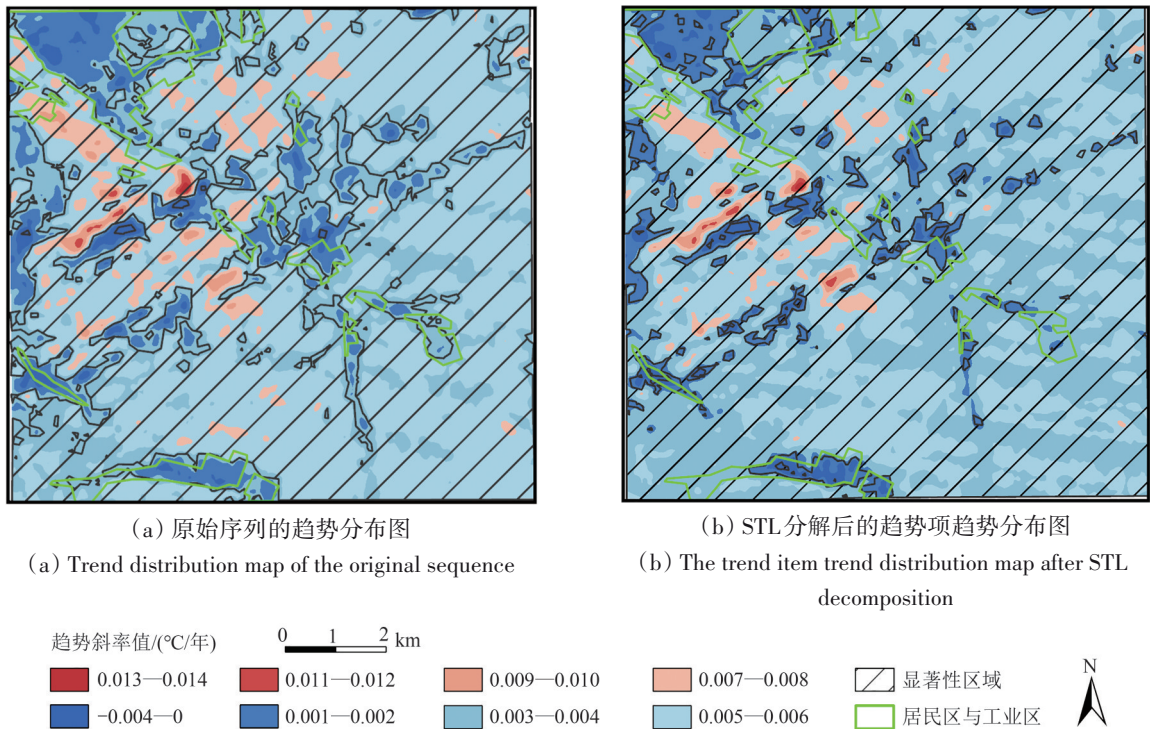 (a) 原始序列的趋势分布图
(a) Trend distribution map of the original sequence
(b) STL分解后的趋势项趋势分布图
(b) The trend item trend distribution map after STL
decomposition
趋势斜率值/(°C/年)
0 1 2 km
N
0.013—0.014
0.011—0.012
0.009—0.010
0.007—0.008
显著性区域
-0.004—0
0.001—0.002
0.003—0.004
0.005—0.006
居民区与工业区